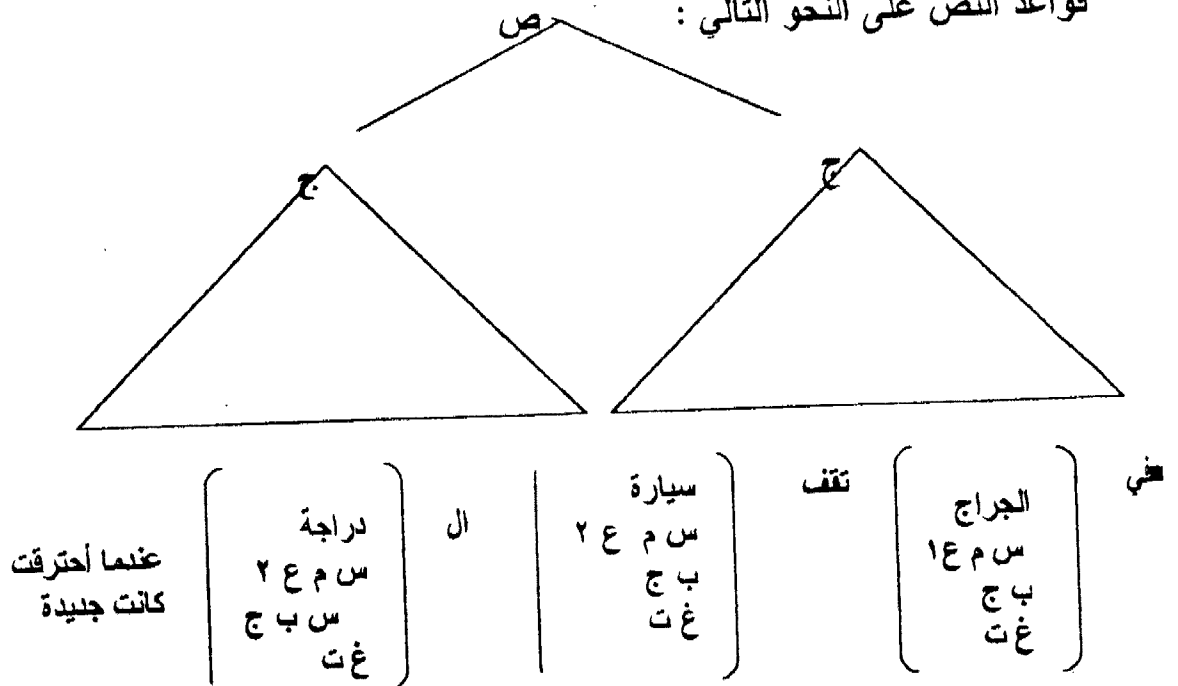 قواعد النص على النحو التالي :
ص
ج
ج
في
الجراج
س م ع ١
ب ج
غ ت
تقف
سيارة
س م ع ٢
ب ج
غ ت
ال
دراجة
س م ع ٢
س ب ج
غ ت
عندما أحترقت
كانت جديدة